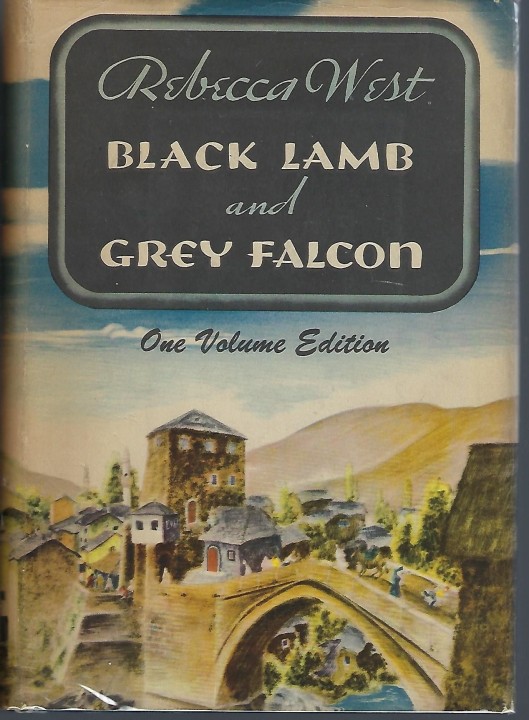 Rebecca West
BLACK LAMB
and
GREY FALCON
One Volume Edition